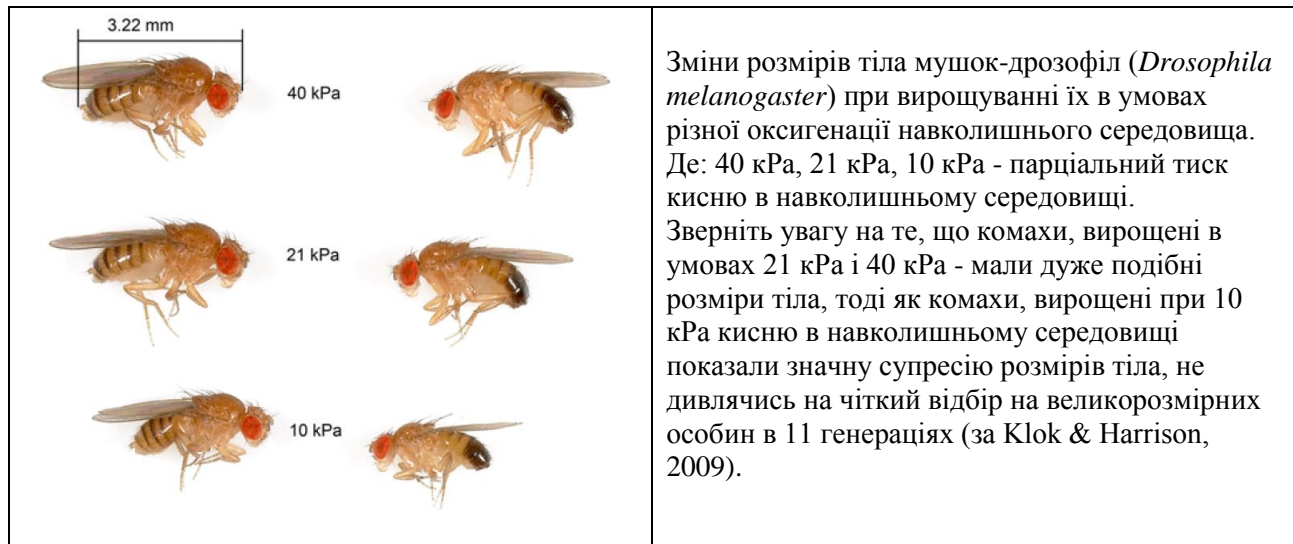 3.22 mm
40 kPa
21 kPa
10 kPa
Зміни розмірів тіла мушок-дрозофіл (Drosophila
melanogaster) при вирощуванні їх в умовах
різної оксигенації навколишнього середовища.
Де: 40 кРа, 21 кРа, 10 кРа - парціальний тиск
кисню в навколишньому середовищі.
Зверніть увагу на те, що комахи, вирощені в
умовах 21 кРа і 40 кРа - мали дуже подібні
розміри тіла, тоді як комахи, вирощені при 10
кРа кисню в навколишньому середовищі
показали значну супресію розмірів тіла, не
дивлячись на чіткий відбір на великорозмірних
особин в 11 генераціях (за Klok & Harrison,
2009).